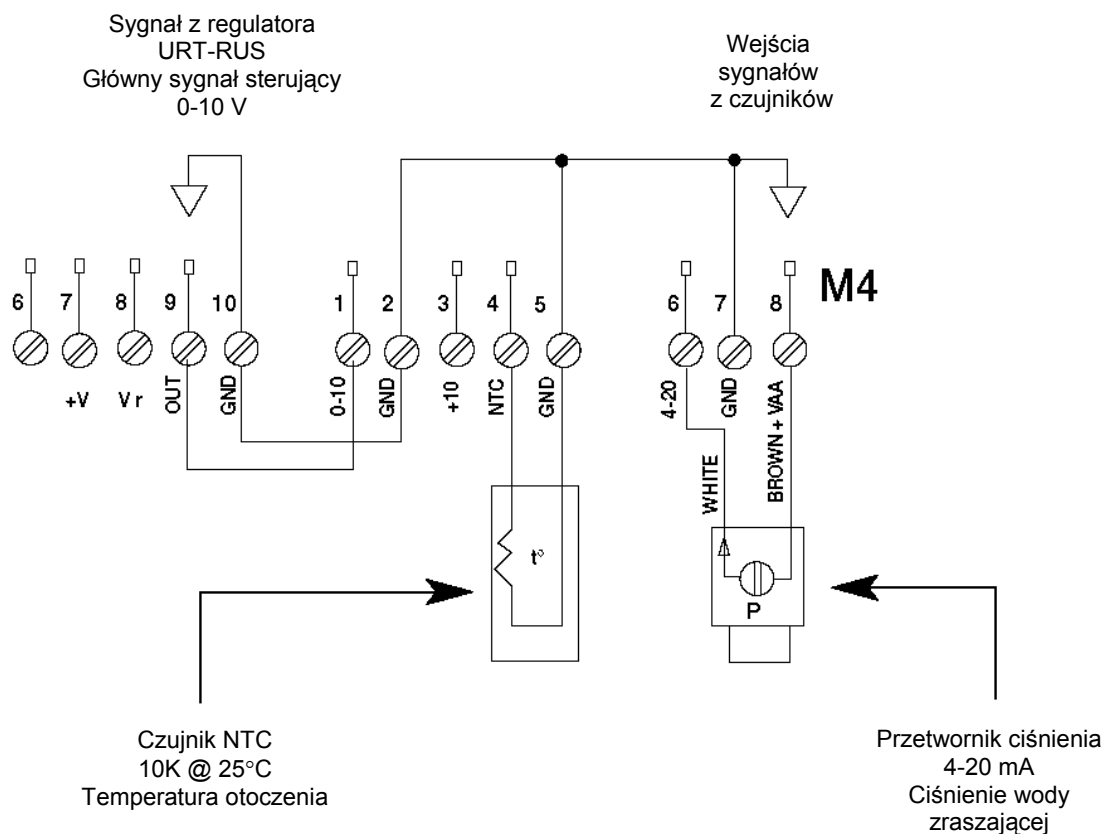 Sygnał z regulatora
URT-RUS
Główny sygnał sterujący
0-10 V
Wejścia
sygnałów
z czujników
M4
6 7 8 9 10 1 2 3 4 5 6 7 8
+V Vr OUT GND 0-10 GND +10 NTC GND 4-20 GND BROWN + VAA
WHITE
t°
P
Czujnik NTC
10K @ 25°C
Temperatura otoczenia
Przetwornik ciśnienia
4-20 mA
Ciśnienie wody
zraszającej